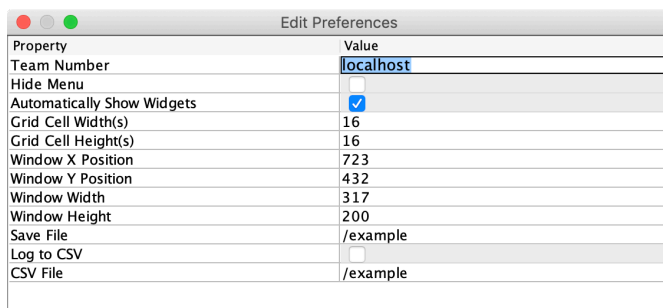 Edit Preferences
Property Value
Team Number localhost
Hide Menu
Automatically Show Widgets
Grid Cell Width(s) 16
Grid Cell Height(s) 16
Window X Position 723
Window Y Position 432
Window Width 317
Window Height 200
Save File /example
Log to CSV
CSV File /example